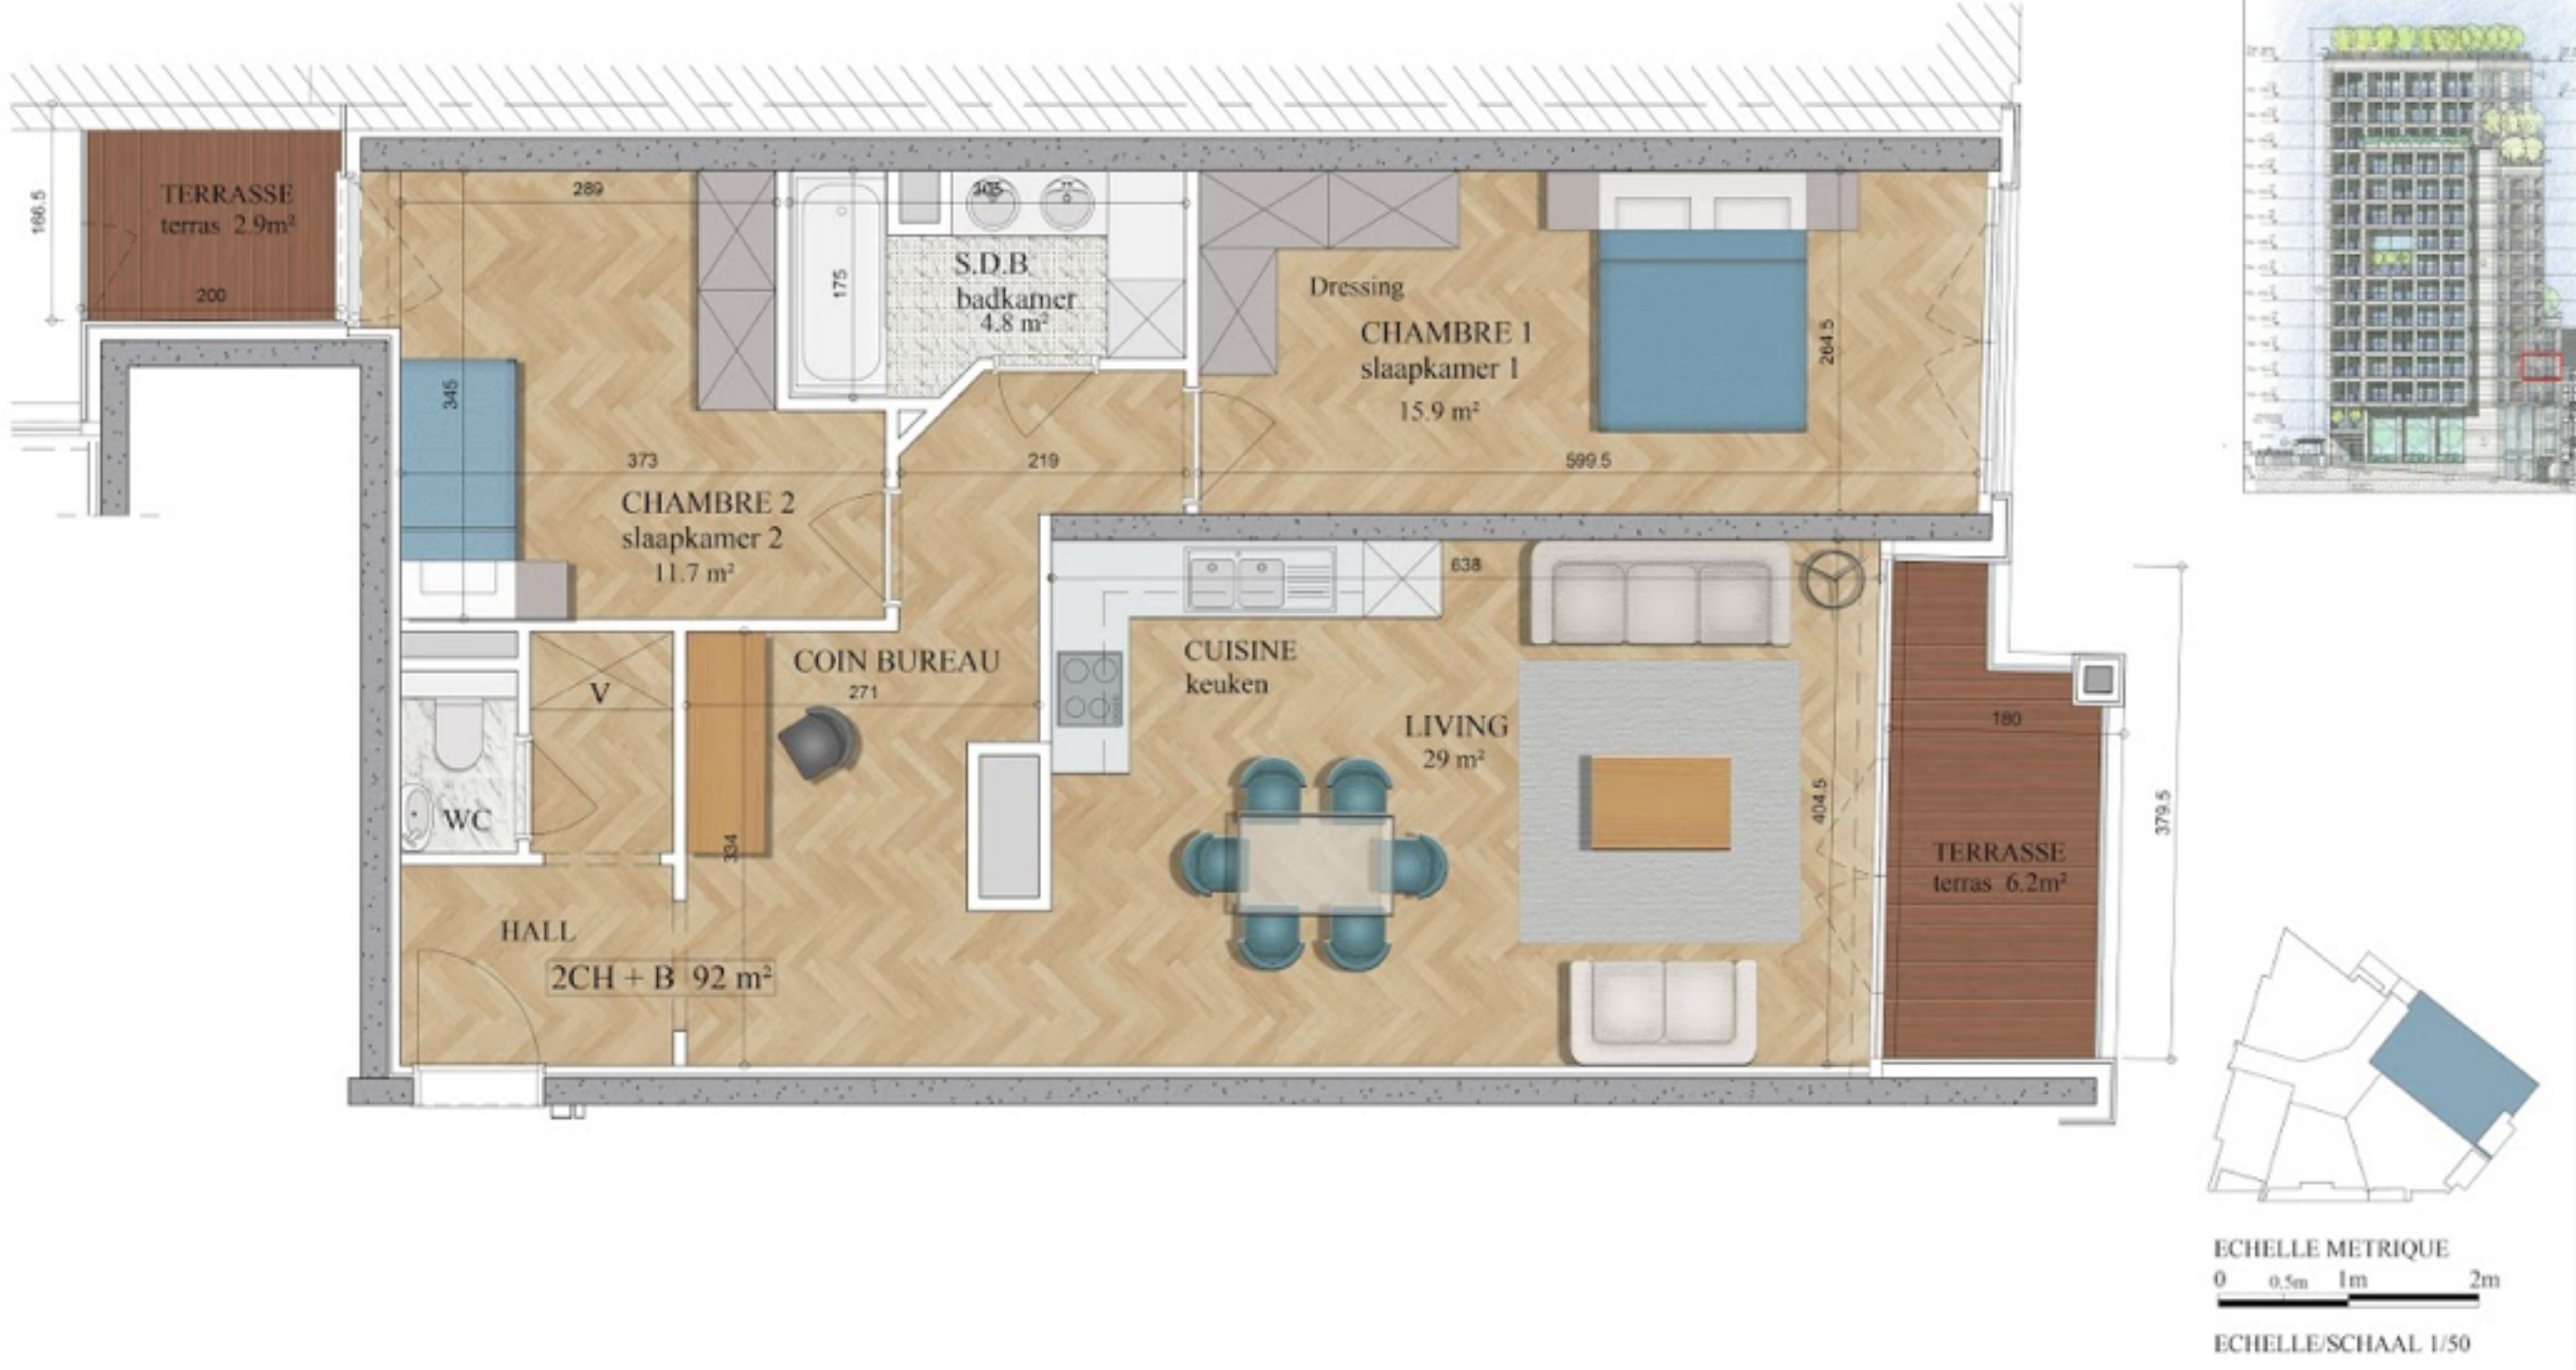 TERRASSE
terras 2.9m²
166.5
200
289
345
373
CHAMBRE 2
slaapkamer 2
11.7 m²
305
175
S.D.B
badkamer
4.8 m²
219
Dressing
CHAMBRE 1
slaapkamer 1
15.9 m²
264.5
599.5
V
WC
COIN BUREAU
271
334
HALL
2CH + B 92 m²
638
CUISINE
keuken
LIVING
29 m²
404.5
180
TERRASSE
terras 6.2m²
379.5
ECHELLE METRIQUE
0 0.5m 1m 2m
ECHELLE/SCHAAL 1/50